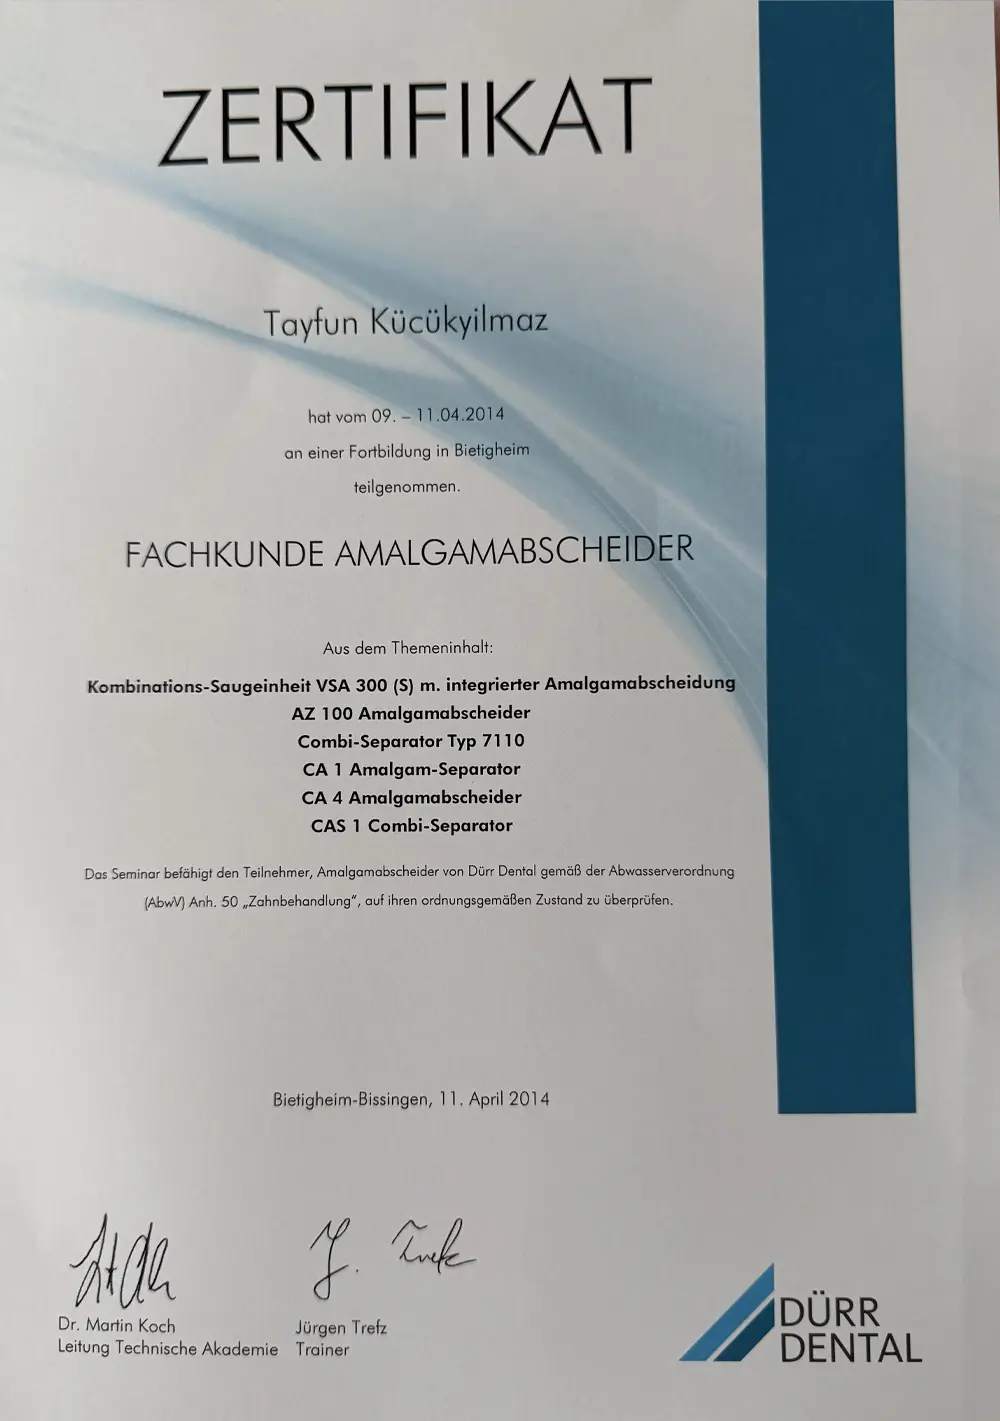 ZERTIFIKAT
Tayfun Kücükyilmaz
hat vom 09. – 11.04.2014
an einer Fortbildung in Bietigheim
teilgenommen.
FACHKUNDE AMALGAMABSCHEIDER
Aus dem Themeninhalt:
Kombinations-Saugeinheit VSA 300 (S) m. integrierter Amalgamabscheidung
AZ 100 Amalgamabscheider
Combi-Separator Typ 7110
CA 1 Amalgam-Separator
CA 4 Amalgamabscheider
CAS 1 Combi-Separator
Das Seminar befähigt den Teilnehmer, Amalgamabscheider von Dürr Dental gemäß der Abwasserverordnung
(AbwV) Anh. 50 „Zahnbehandlung“, auf ihren ordnungsgemäßen Zustand zu überprüfen.
Bietigheim-Bissingen, 11. April 2014
J. Trefz
Dr. Martin Koch
Leitung Technische Akademie
Jürgen Trefz
Trainer
DÜRR
DENTAL